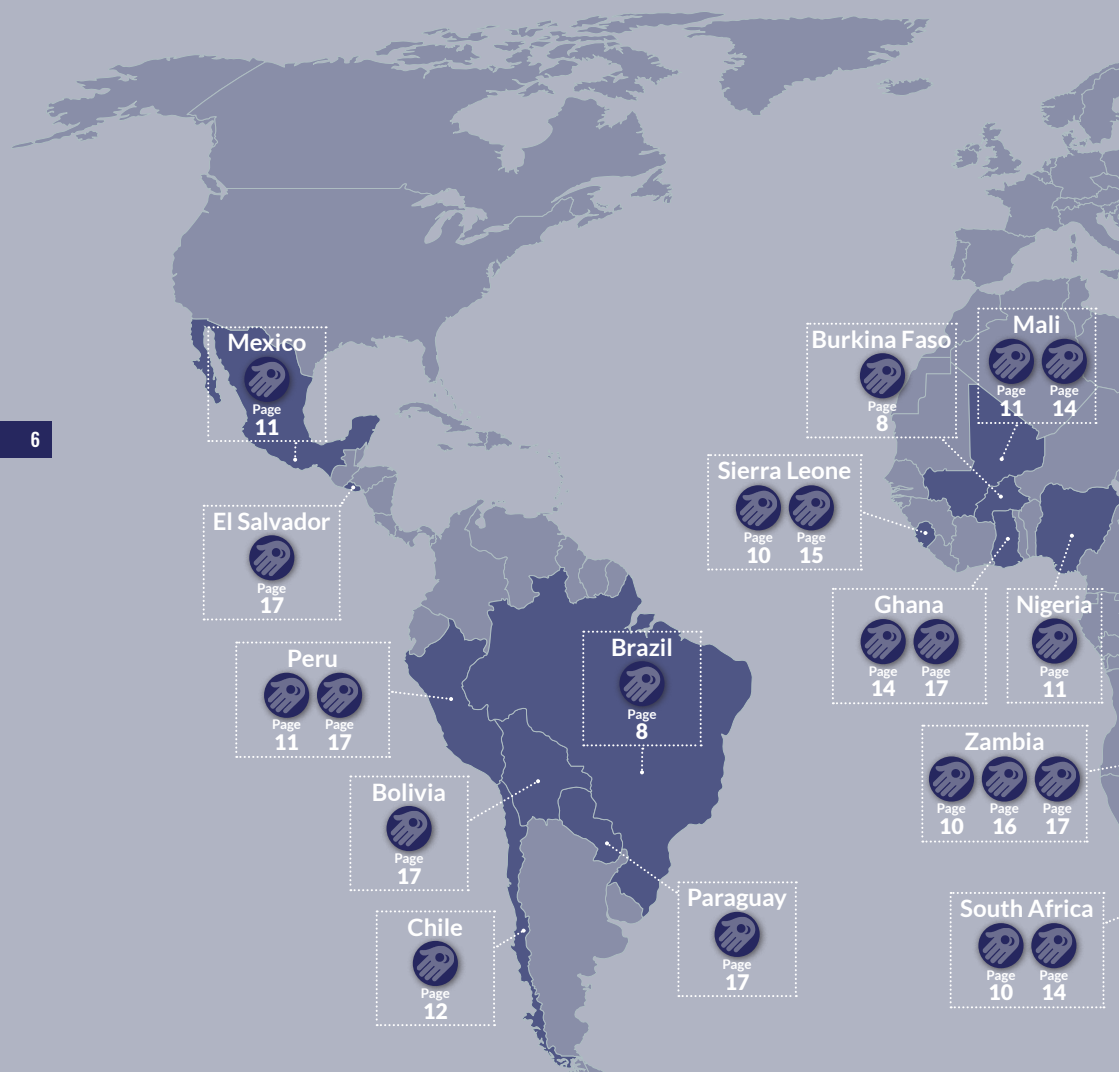 Mexico
Page
11
Burkina Faso
Page
8
Mali
Page Page
11 14
6
Sierra Leone
Page Page
10 15
El Salvador
Page
17
Ghana
Page Page
14 17
Nigeria
Page
11
Peru
Page Page
11 17
Brazil
Page
8
Zambia
Page Page Page
10 16 17
Bolivia
Page
17
Paraguay
Page
17
South Africa
Page Page
10 14
Chile
Page
12